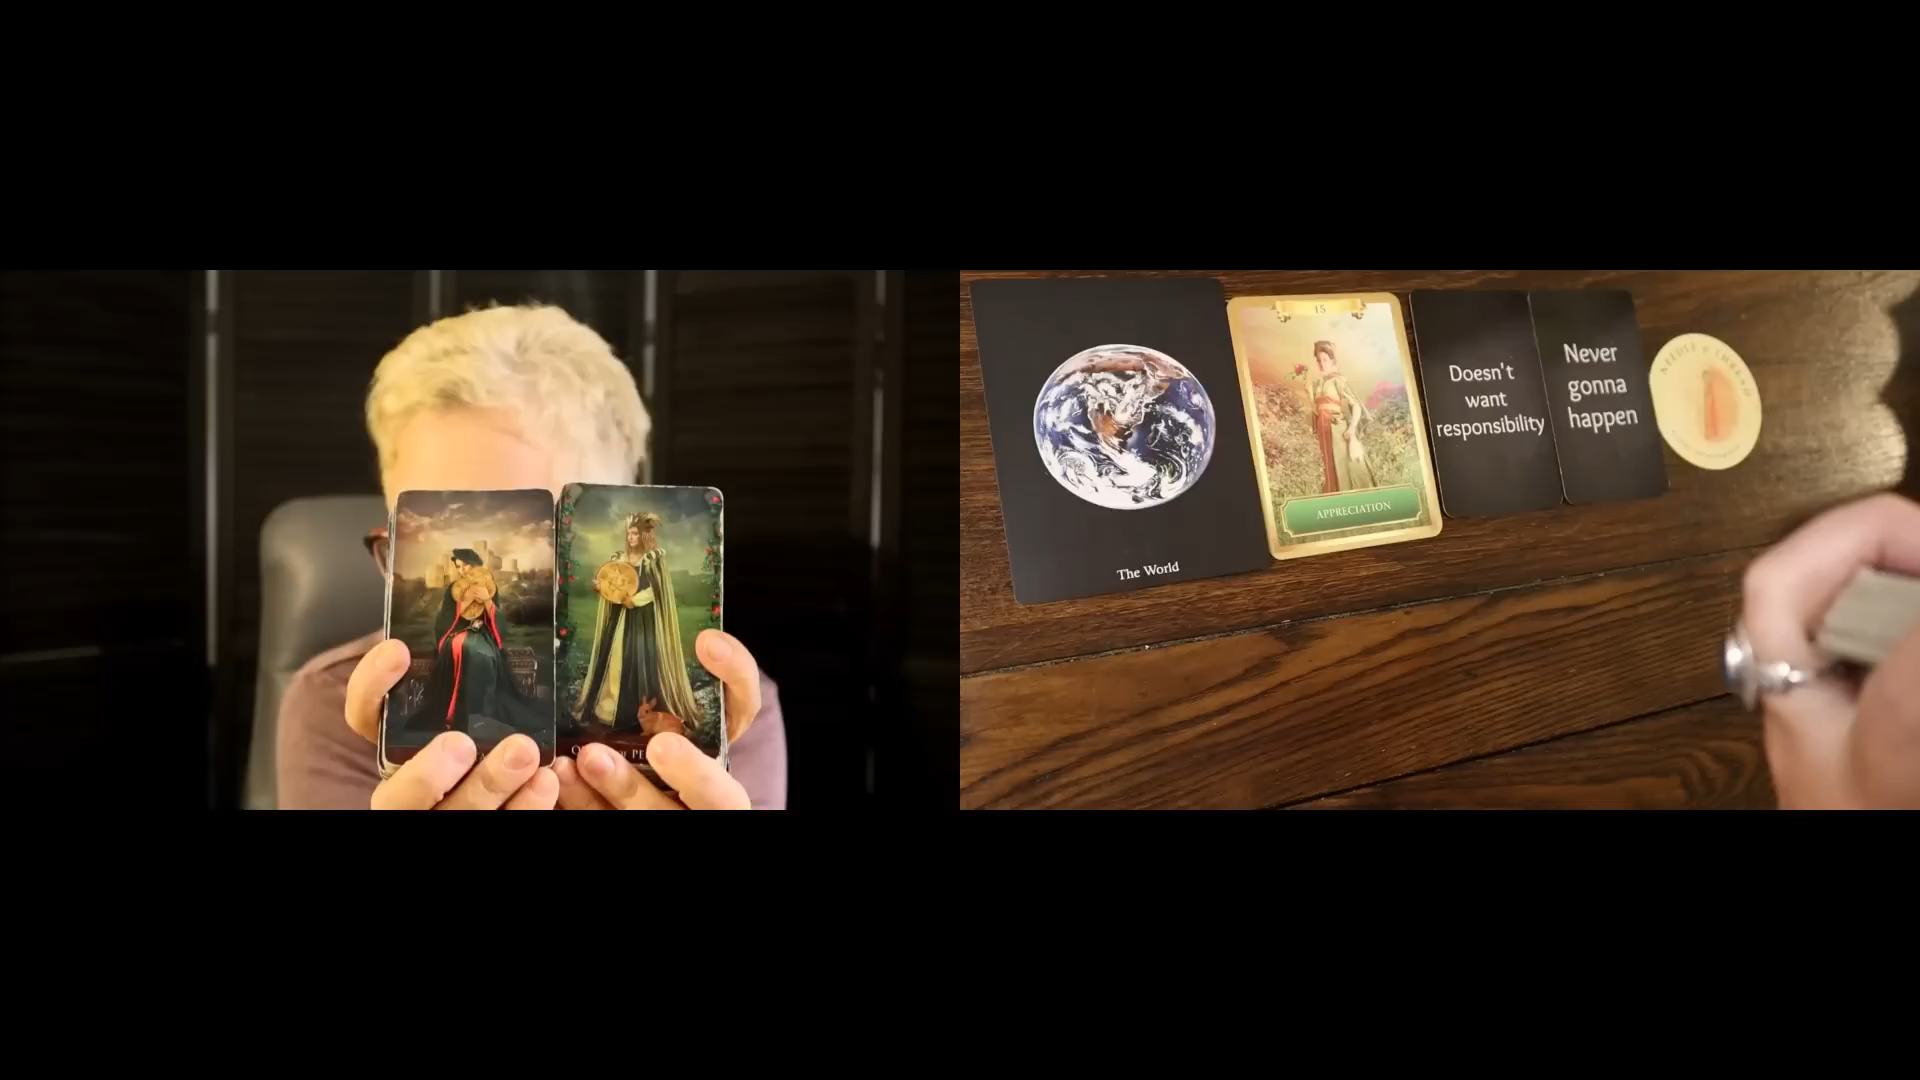 The World
15
APPRECIATION
Doesn't
want
responsibility
Never
gonna
happen